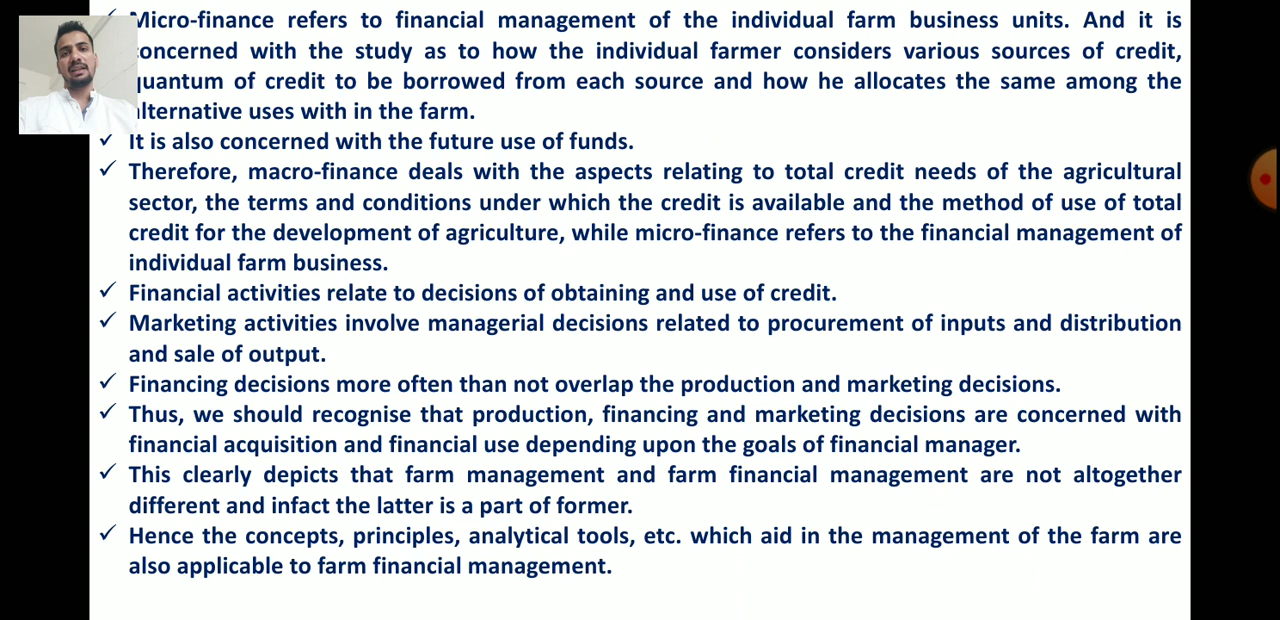 ✓ Micro-finance refers to financial management of the individual farm business units. And it is
concerned with the study as to how the individual farmer considers various sources of credit,
quantum of credit to be borrowed from each source and how he allocates the same among the
alternative uses with in the farm.
✓ It is also concerned with the future use of funds.
✓ Therefore, macro-finance deals with the aspects relating to total credit needs of the agricultural
sector, the terms and conditions under which the credit is available and the method of use of total
credit for the development of agriculture, while micro-finance refers to the financial management of
individual farm business.
✓ Financial activities relate to decisions of obtaining and use of credit.
✓ Marketing activities involve managerial decisions related to procurement of inputs and distribution
and sale of output.
✓ Financing decisions more often than not overlap the production and marketing decisions.
✓ Thus, we should recognise that production, financing and marketing decisions are concerned with
financial acquisition and financial use depending upon the goals of financial manager.
✓ This clearly depicts that farm management and farm financial management are not altogether
different and infact the latter is a part of former.
✓ Hence the concepts, principles, analytical tools, etc. which aid in the management of the farm are
also applicable to farm financial management.